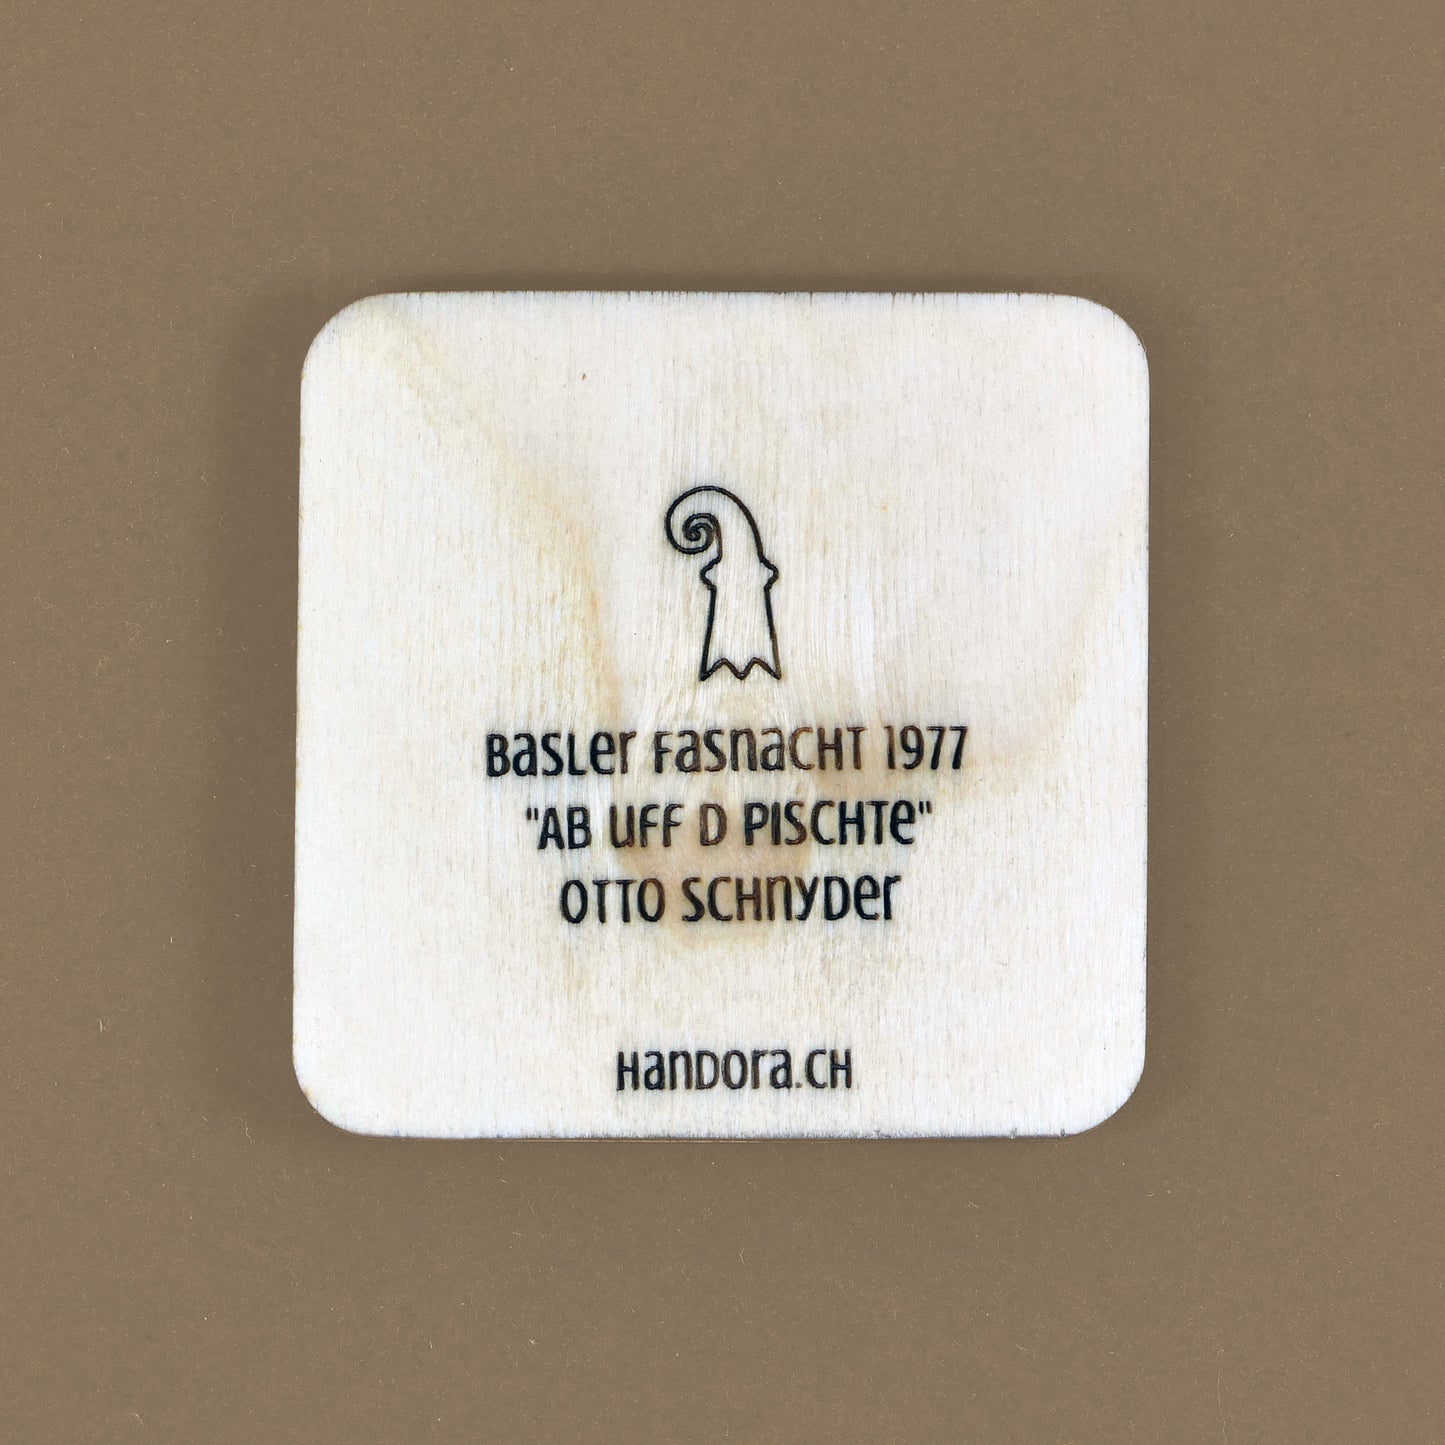 Basler Fasnacht 1977
"Ab uff d Pischte"
Otto Schnyder
Handora.ch